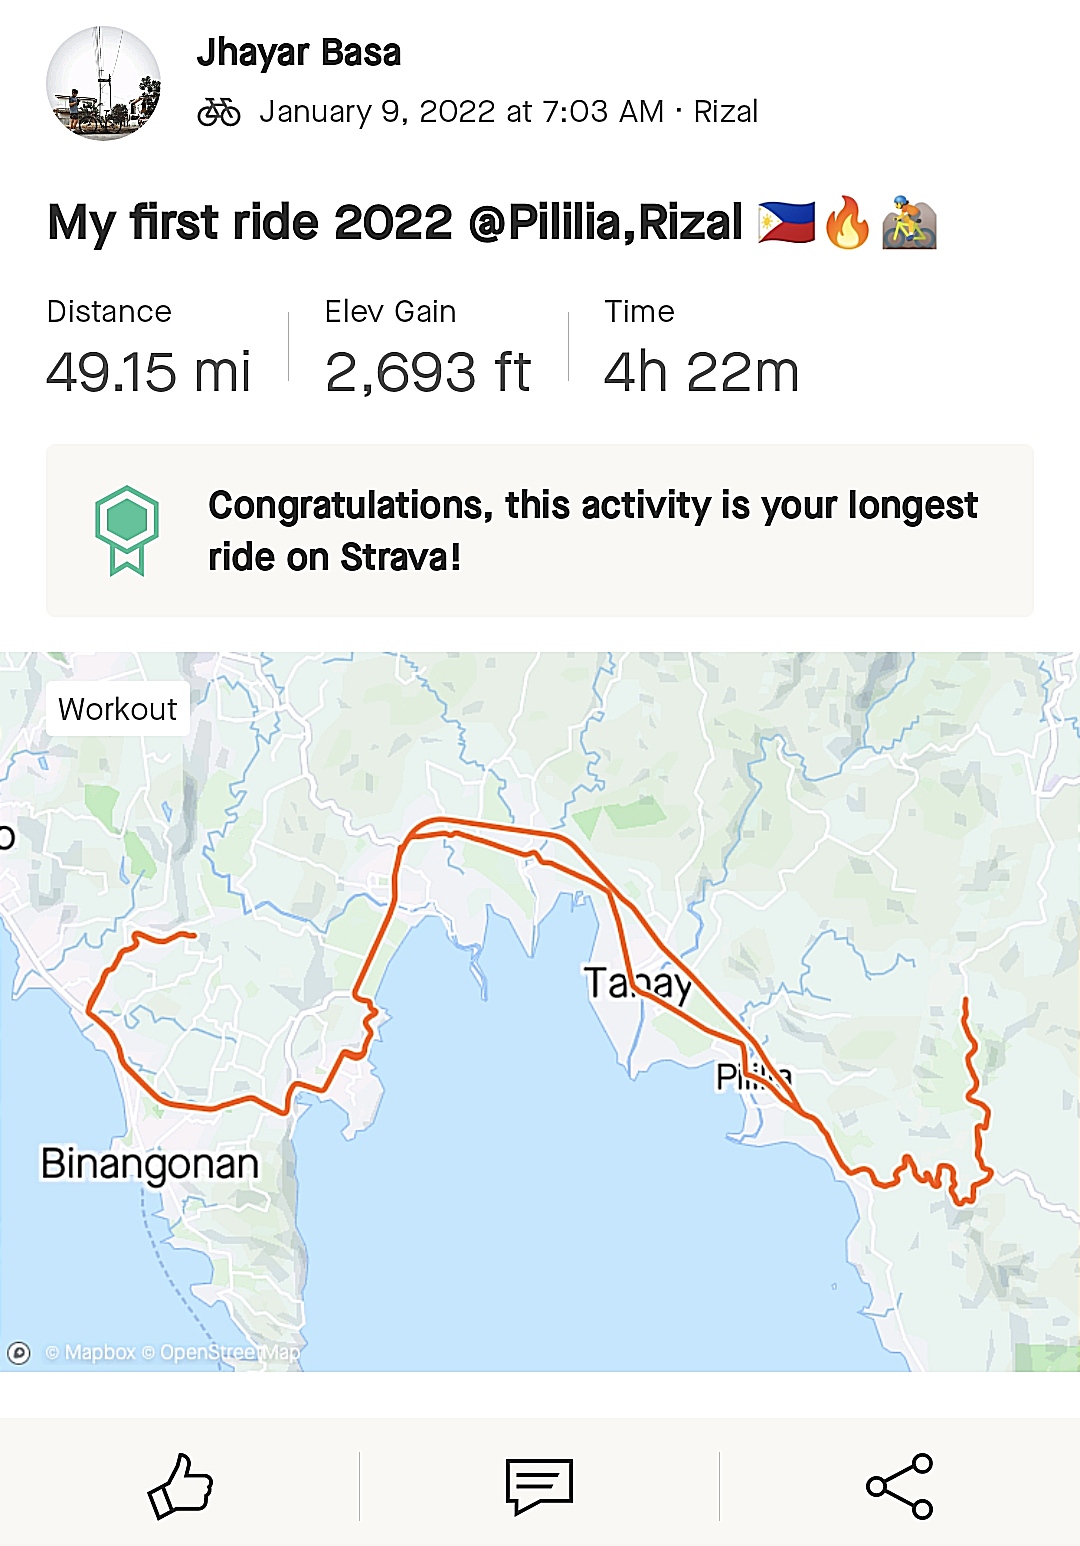 Jhayar Basa
January 9, 2022 at 7:03 AM · Rizal
My first ride 2022 @Pililia,Rizal 🇵🇭🔥🚵
Distance
Elev Gain
Time
49.15 mi
2,693 ft
4h 22m
Congratulations, this activity is your longest
ride on Strava!
Workout
o
Tanay
Pililla
Binangonan
© Mapbox © OpenStreetMap